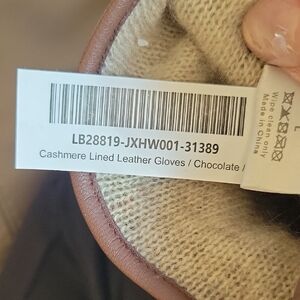 LB28819-JXHW001-31389
Cashmere Lined Leather Gloves / Chocolate /
L
Wipe clean only
Made in China